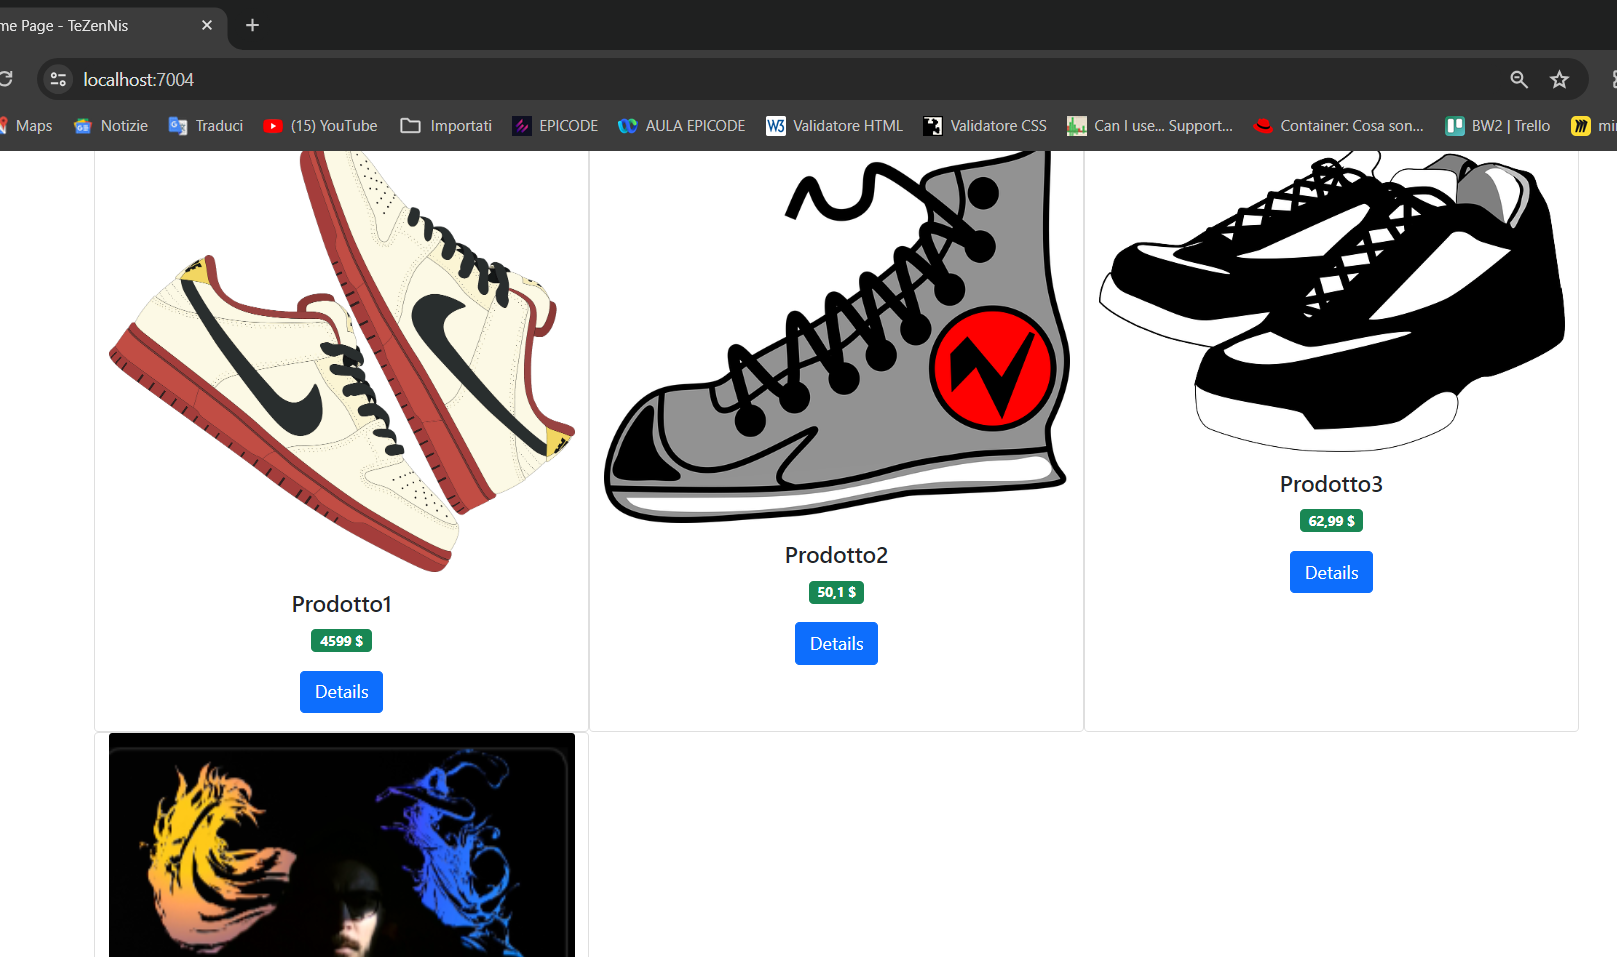 me Page - TeZenNis
localhost:7004
Maps Notizie Traduci (15) YouTube Importati EPICODE AULA EPICODE Validatore HTML Validatore CSS Can I use... Support... Container: Cosa son... BW2 | Trello mi
Prodotto1
4599 $
Details
Prodotto2
50,1 $
Details
Prodotto3
62,99 $
Details